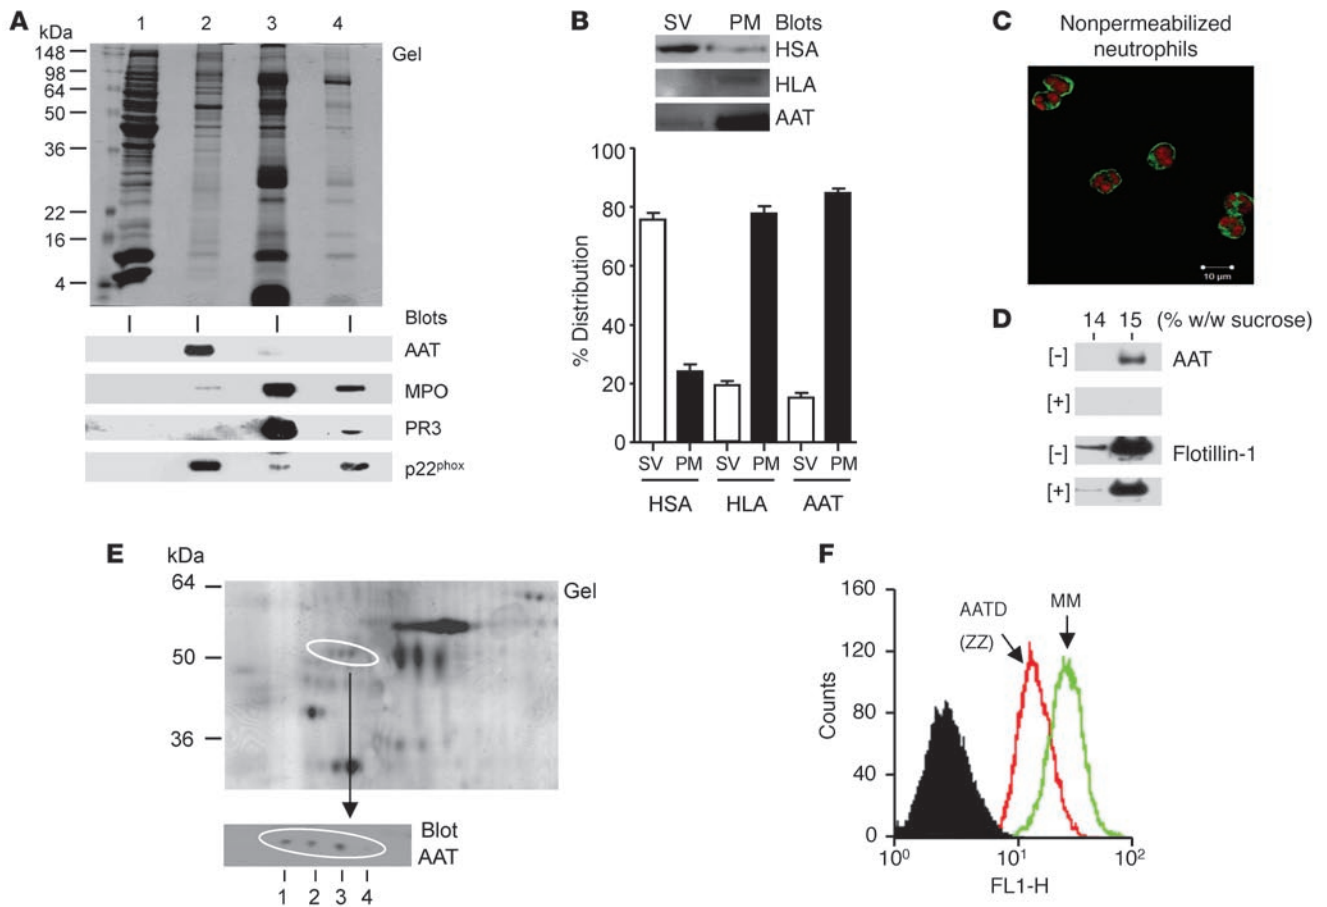 A
kDa
1 2 3 4
Gel
148
98
64
50
36
22
16
4
Blots
AAT
MPO
PR3
p22phox
B
SV PM Blots
HSA
HLA
AAT
% Distribution
100
80
60
40
20
0
SV PM SV PM SV PM
HSA HLA AAT
C
Nonpermeabilized
neutrophils
10 µm
D
14 15 (% w/w sucrose)
[-] AAT
[+]
[-] Flotillin-1
[+]
E
kDa
64
Gel
50
36
Blot
AAT
1 2 3 4
F
160
120
80
40
0
Counts
AATD
(ZZ)
MM
10⁰ 10¹ 10²
FL1-H